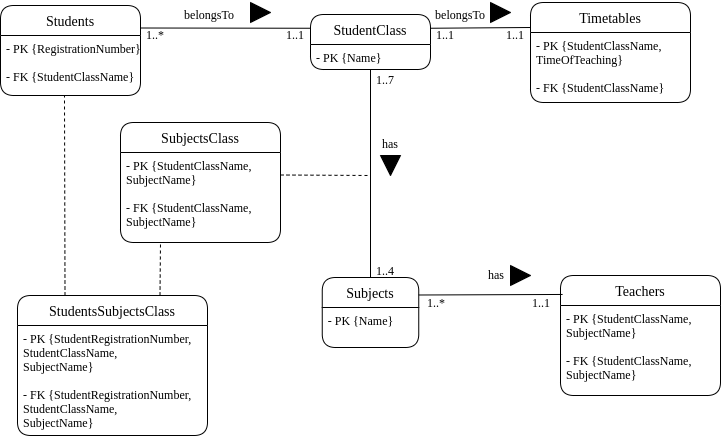 Students
- PK {RegistrationNumber}
- FK {StudentClassName}
belongsTo
1..*
1..1
StudentClass
- PK {Name}
belongsTo
1..1
1..1
Timetables
- PK {StudentClassName,
TimeOfTeaching}
- FK {StudentClassName}
1..7
has
1..4
SubjectsClass
- PK {StudentClassName,
SubjectName}
- FK {StudentClassName,
SubjectName}
StudentsSubjectsClass
- PK {StudentRegistrationNumber,
StudentClassName,
SubjectName}
- FK {StudentRegistrationNumber,
StudentClassName,
SubjectName}
Subjects
- PK {Name}
has
1..*
1..1
Teachers
- PK {StudentClassName,
SubjectName}
- FK {StudentClassName,
SubjectName}